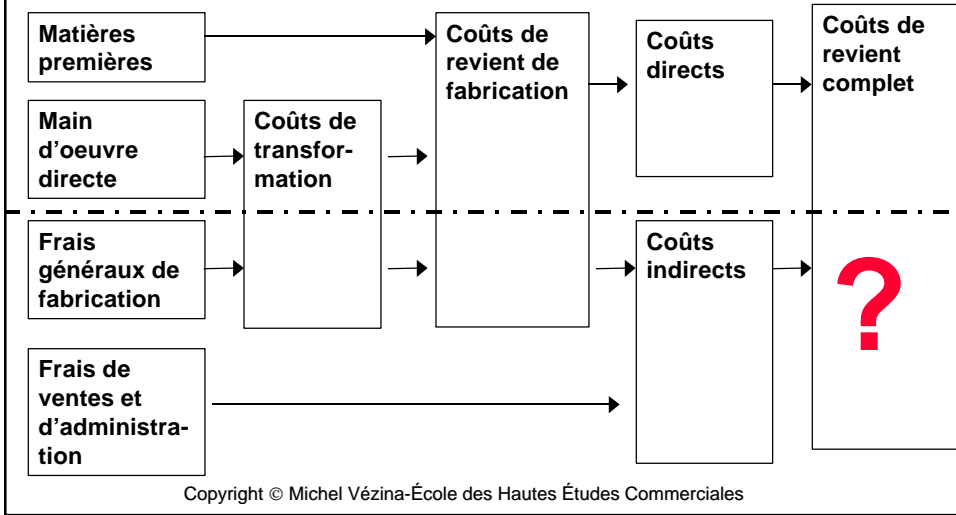 Matières
premières
Main
d'oeuvre
directe
Frais
généraux de
fabrication
Frais de
ventes et
d'administra-
tion
Coûts de
transfor-
mation
Coûts de
revient de
fabrication
Coûts
directs
Coûts
indirects
Coûts de
revient
complet
?
Copyright © Michel Vézina-École des Hautes Études Commerciales